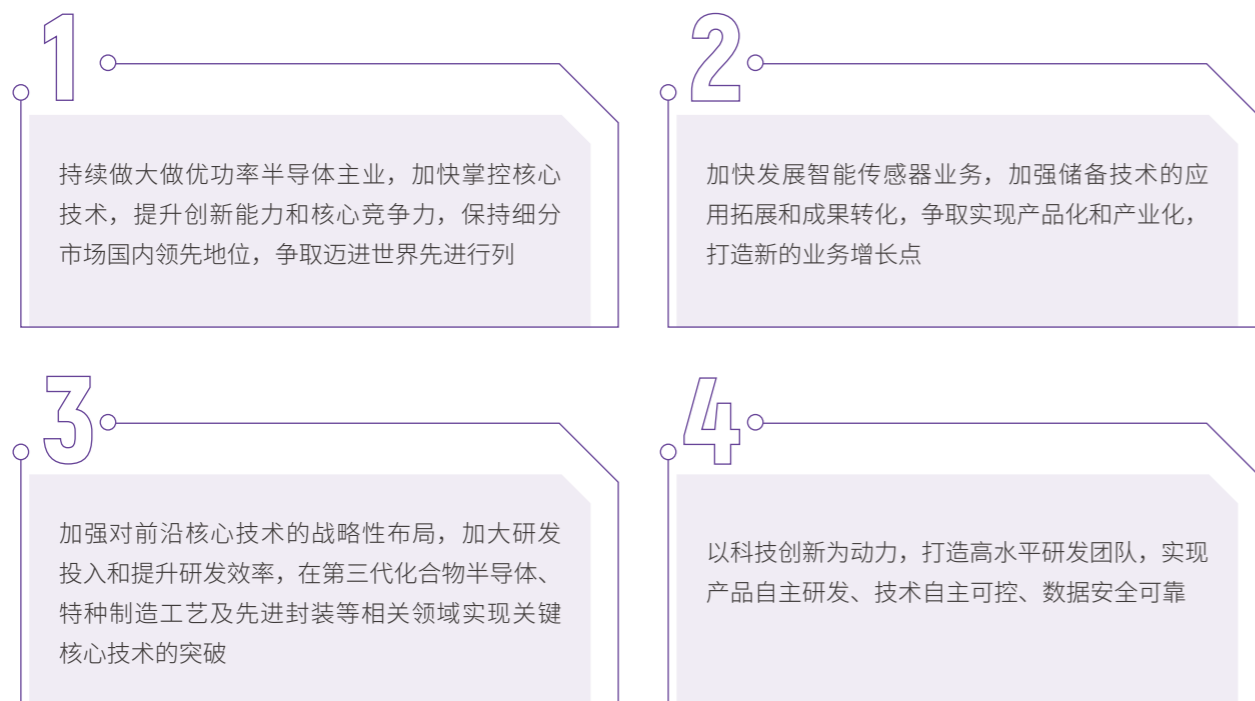 1
持续做大做优功率半导体主业，加快掌控核心
技术，提升创新能力和核心竞争力，保持细分
市场国内领先地位，争取迈进世界先进行列
2
加快发展智能传感器业务，加强储备技术的应
用拓展和成果转化，争取实现产品化和产业化，
打造新的业务增长点
3
加强对前沿核心技术的战略性布局，加大研发
投入和提升研发效率，在第三代化合物半导体、
特种制造工艺及先进封装等相关领域实现关键
核心技术的突破
4
以科技创新为动力，打造高水平研发团队，实现
产品自主研发、技术自主可控、数据安全可靠